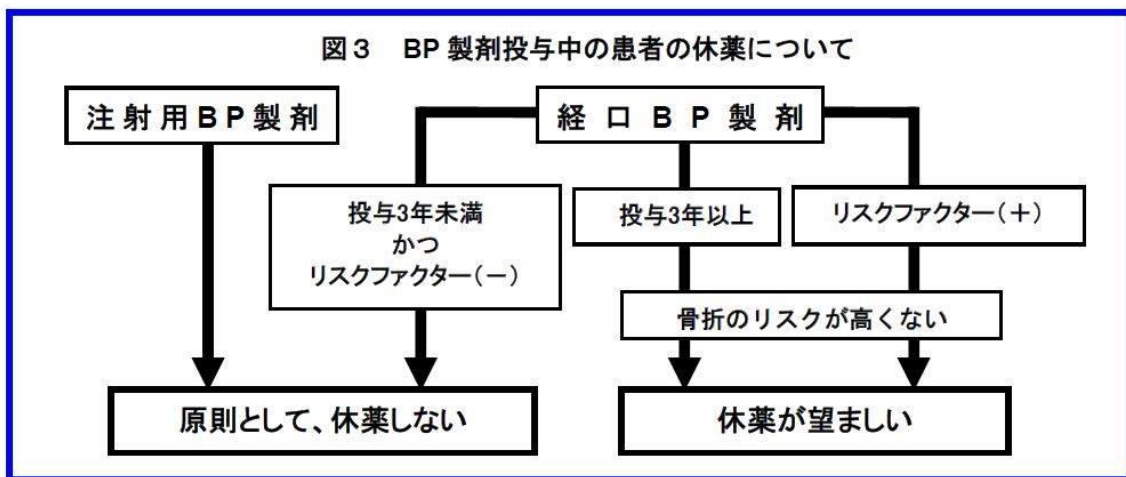 図3 BP製剤投与中の患者の休薬について
注射用BP製剤
経口BP製剤
投与3年未満
かつ
リスクファクター(－)
投与3年以上
リスクファクター(＋)
骨折のリスクが高くない
原則として、休薬しない
休薬が望ましい